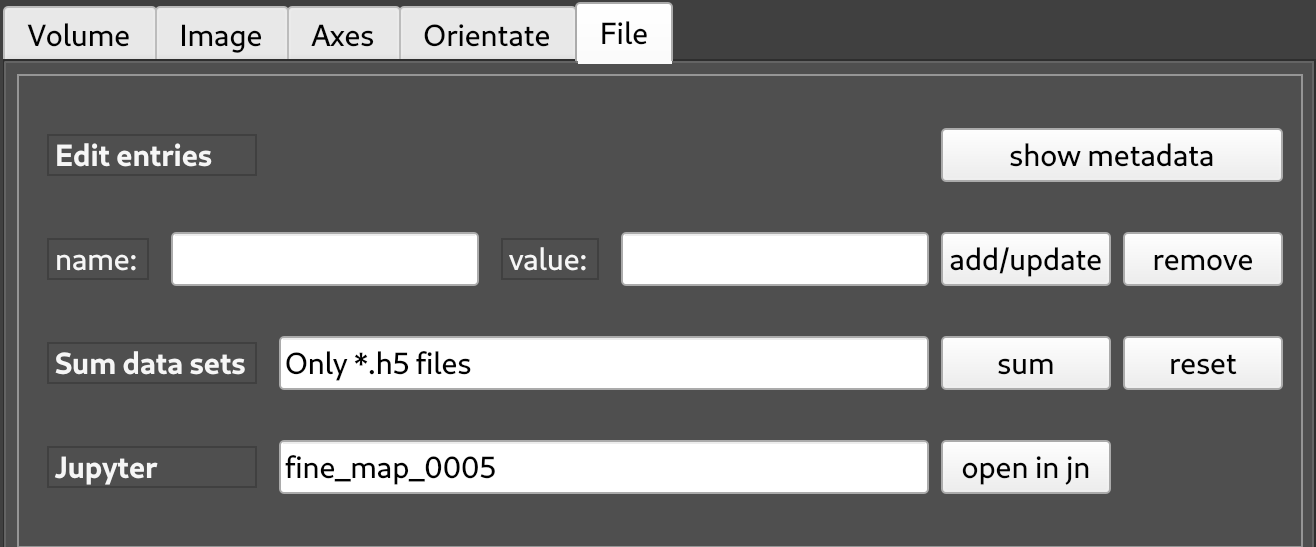 Volume Image Axes Orientate File
Edit entries show metadata
name: value: add/update remove
Sum data sets Only *.h5 files sum reset
Jupyter fine_map_0005 open in jn